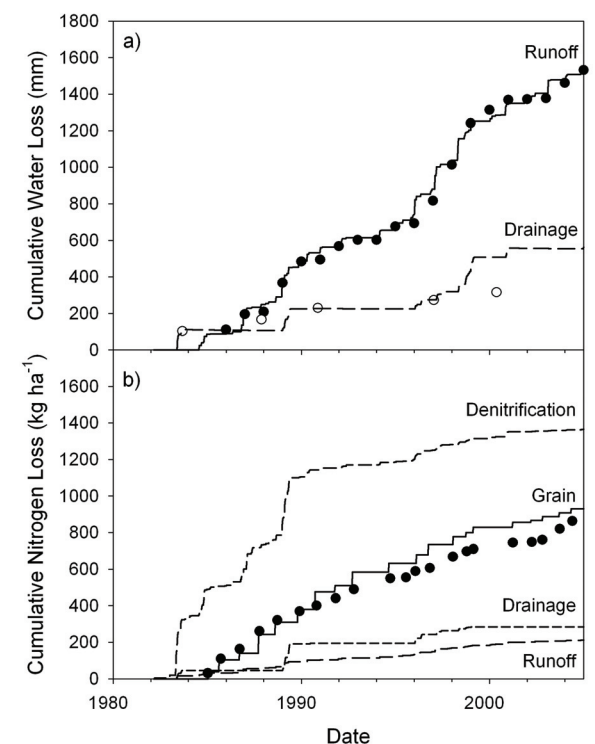 a)
Cumulative Water Loss (mm)
1800
1600
1400
1200
1000
800
600
400
200
0
Runoff
Drainage
b)
Cumulative Nitrogen Loss (kg ha-1)
1600
1400
1200
1000
800
600
400
200
0
Denitrification
Grain
Drainage
Runoff
1980 1990 2000
Date